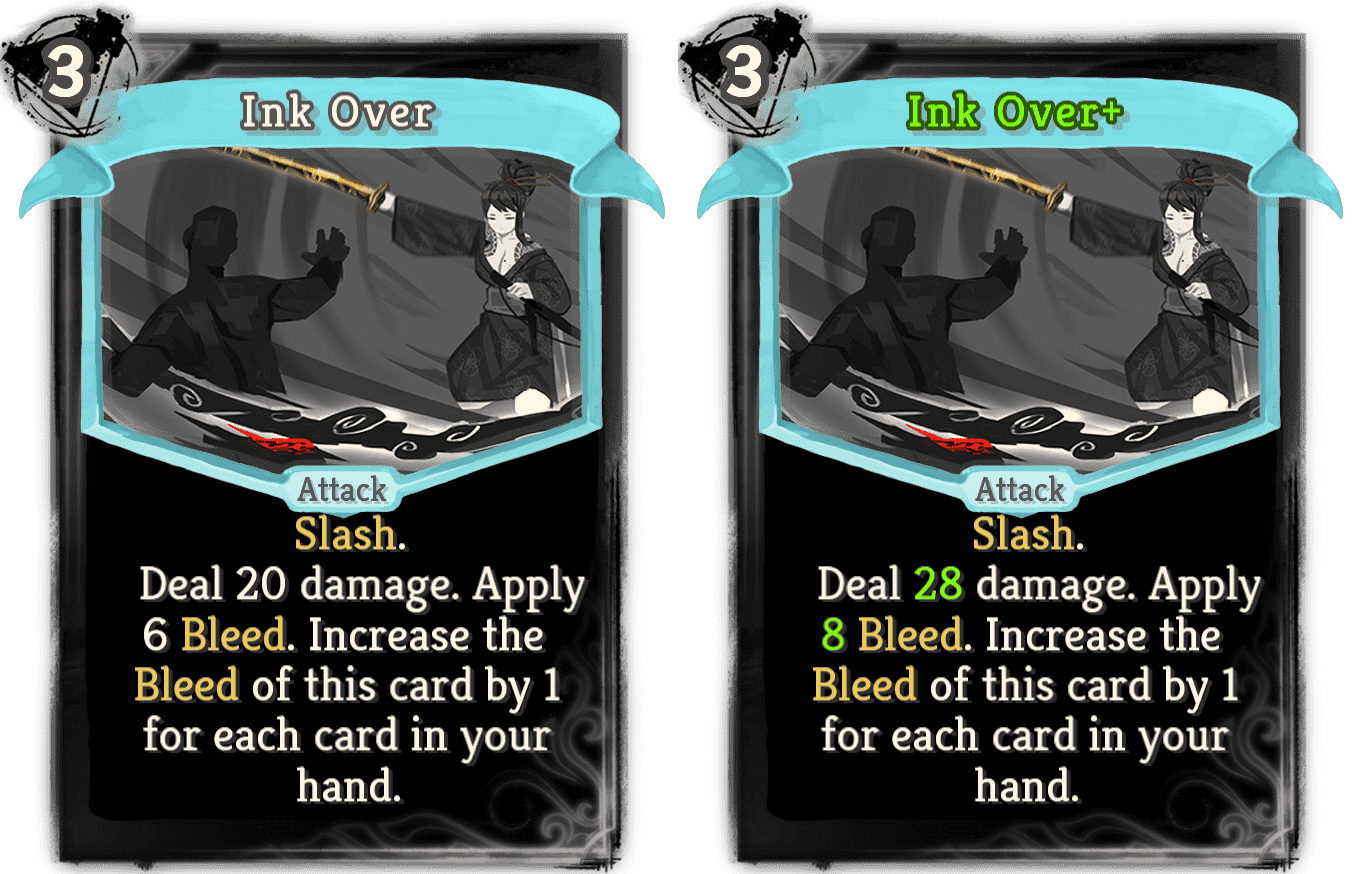 3
Ink Over
Attack
Slash.
Deal 20 damage. Apply
6 Bleed. Increase the
Bleed of this card by 1
for each card in your
hand.
3
Ink Over+
Attack
Slash.
Deal 28 damage. Apply
8 Bleed. Increase the
Bleed of this card by 1
for each card in your
hand.